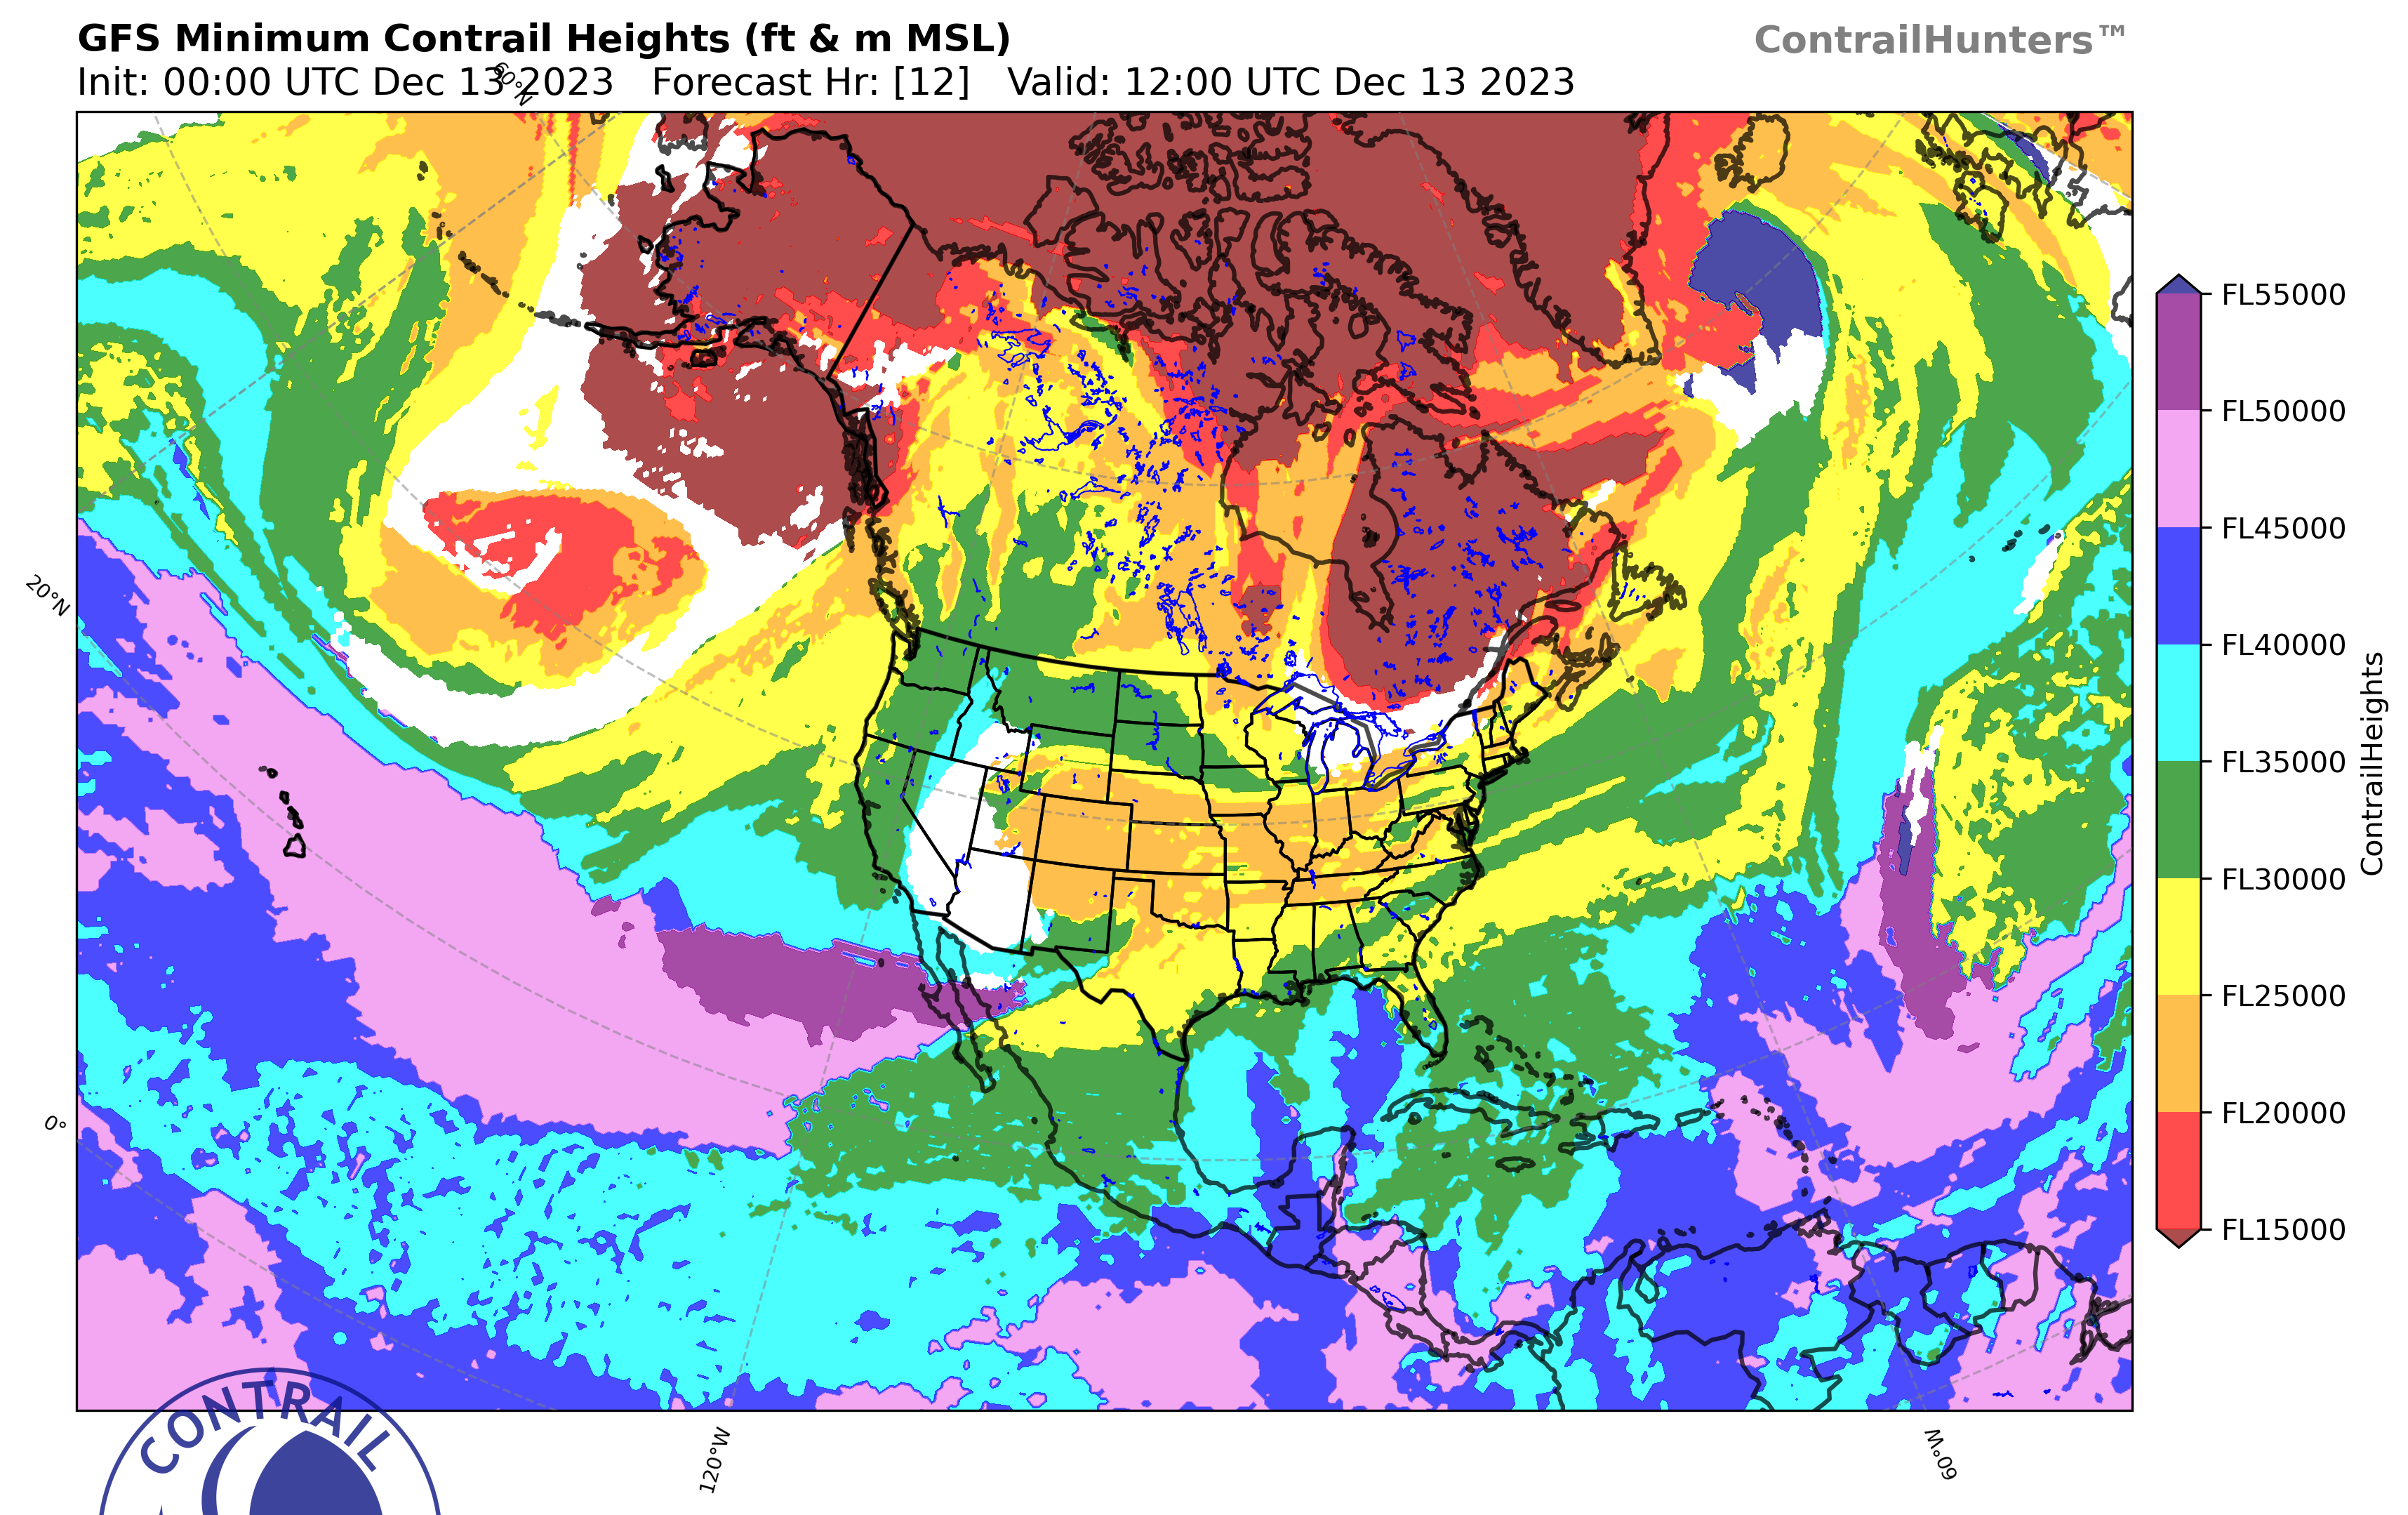 GFS Minimum Contrail Heights (ft & m MSL)
ContrailHunters™
Init: 00:00 UTC Dec 13 2023 Forecast Hr: [12] Valid: 12:00 UTC Dec 13 2023
60°N
20°N
0°
120°W
60°W
FL55000
FL50000
FL45000
FL40000
FL35000
FL30000
FL25000
FL20000
FL15000
ContrailHeights
CONTRAIL